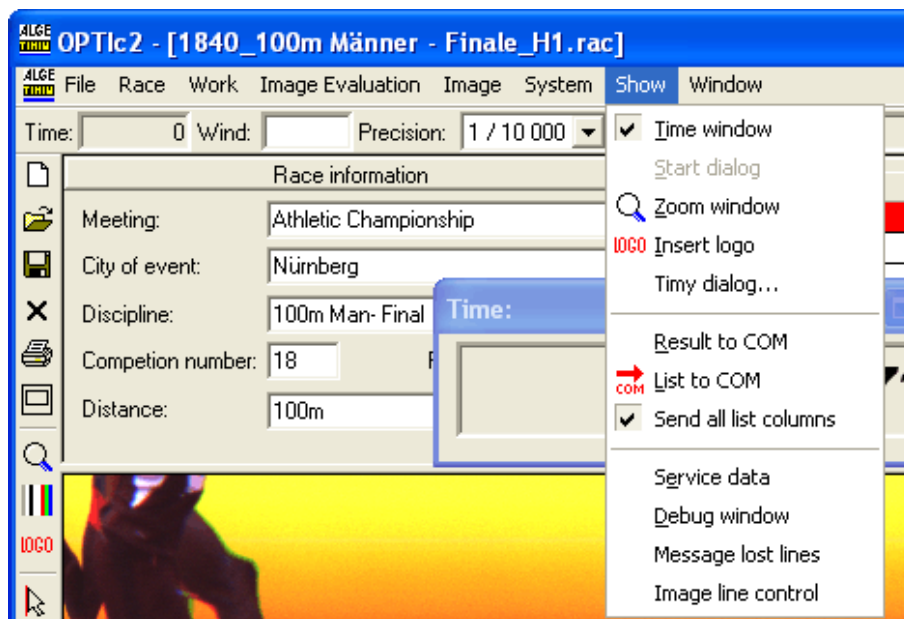 ALGE
TIMING
OPTIc2 - [1840_100m Männer - Finale_H1.rac]
ALGE
TIMING
File Race Work Image Evaluation Image System Show Window
Time: 0 Wind: Precision: 1 / 10 000
Race information
Meeting: Athletic Championship
City of event: Nürnberg
Discipline: 100m Man- Final
Competion number: 18
Distance: 100m
Time:
Time window
Start dialog
Zoom window
LOGO Insert logo
Timy dialog...
Result to COM
COM List to COM
Send all list columns
Service data
Debug window
Message lost lines
Image line control
LOGO